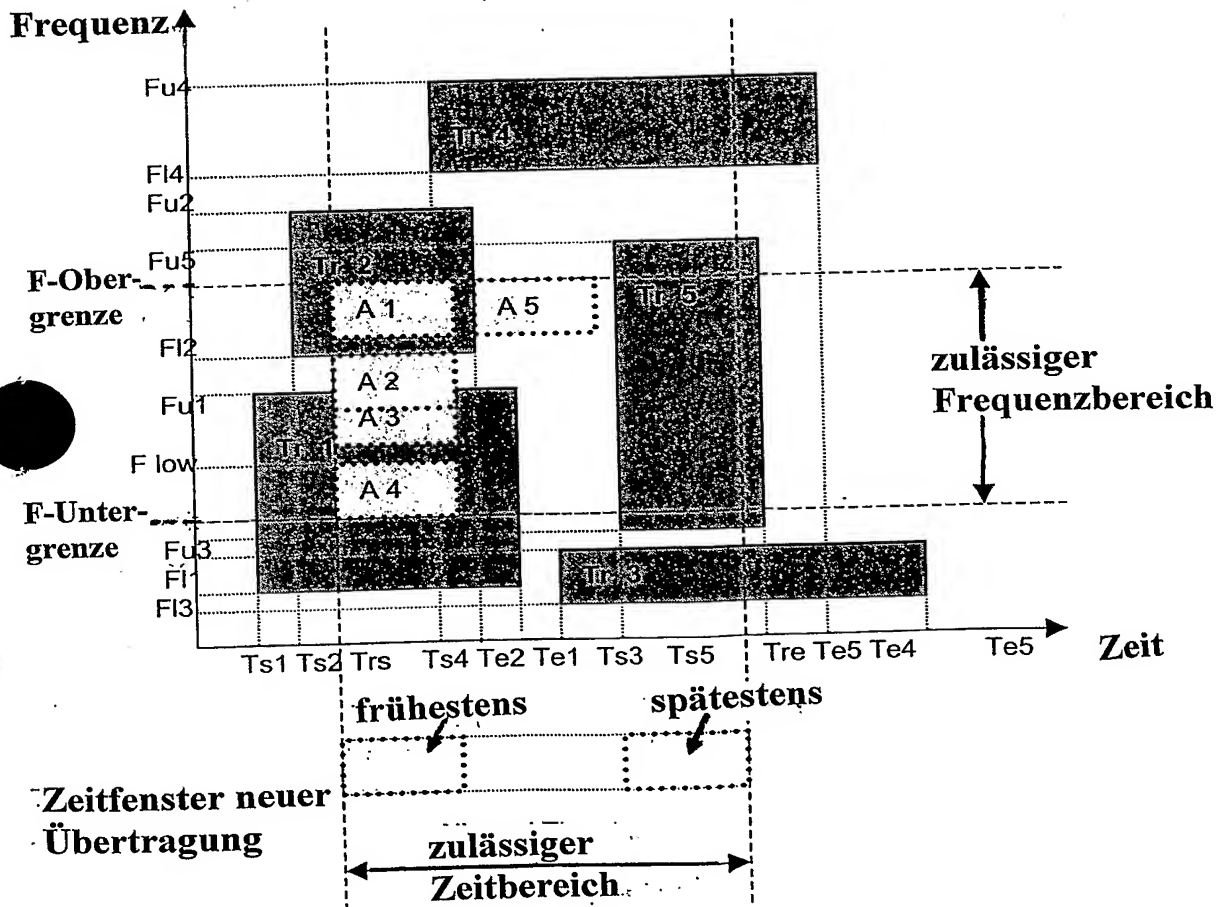 Frequenz
Fu4
Tr 4
Fl4
Fu2
Fu5
Tr 2
F-Ober-
grenze
A 1
A 5
Tr. 5
zulässiger
Frequenzbereich
Fl2
A 2
Fu1
A 3
Tr 1
F low
A 4
F-Unter-
grenze
Fu3
Fl1
Tr. 3
Fl3
Ts1 Ts2 Trs Ts4 Te2 Te1 Ts3 Ts5 Tre Te5 Te4 Te5
Zeit
frühestens
spätestens
Zeitfenster neuer
Übertragung
zulässiger
Zeitbereich